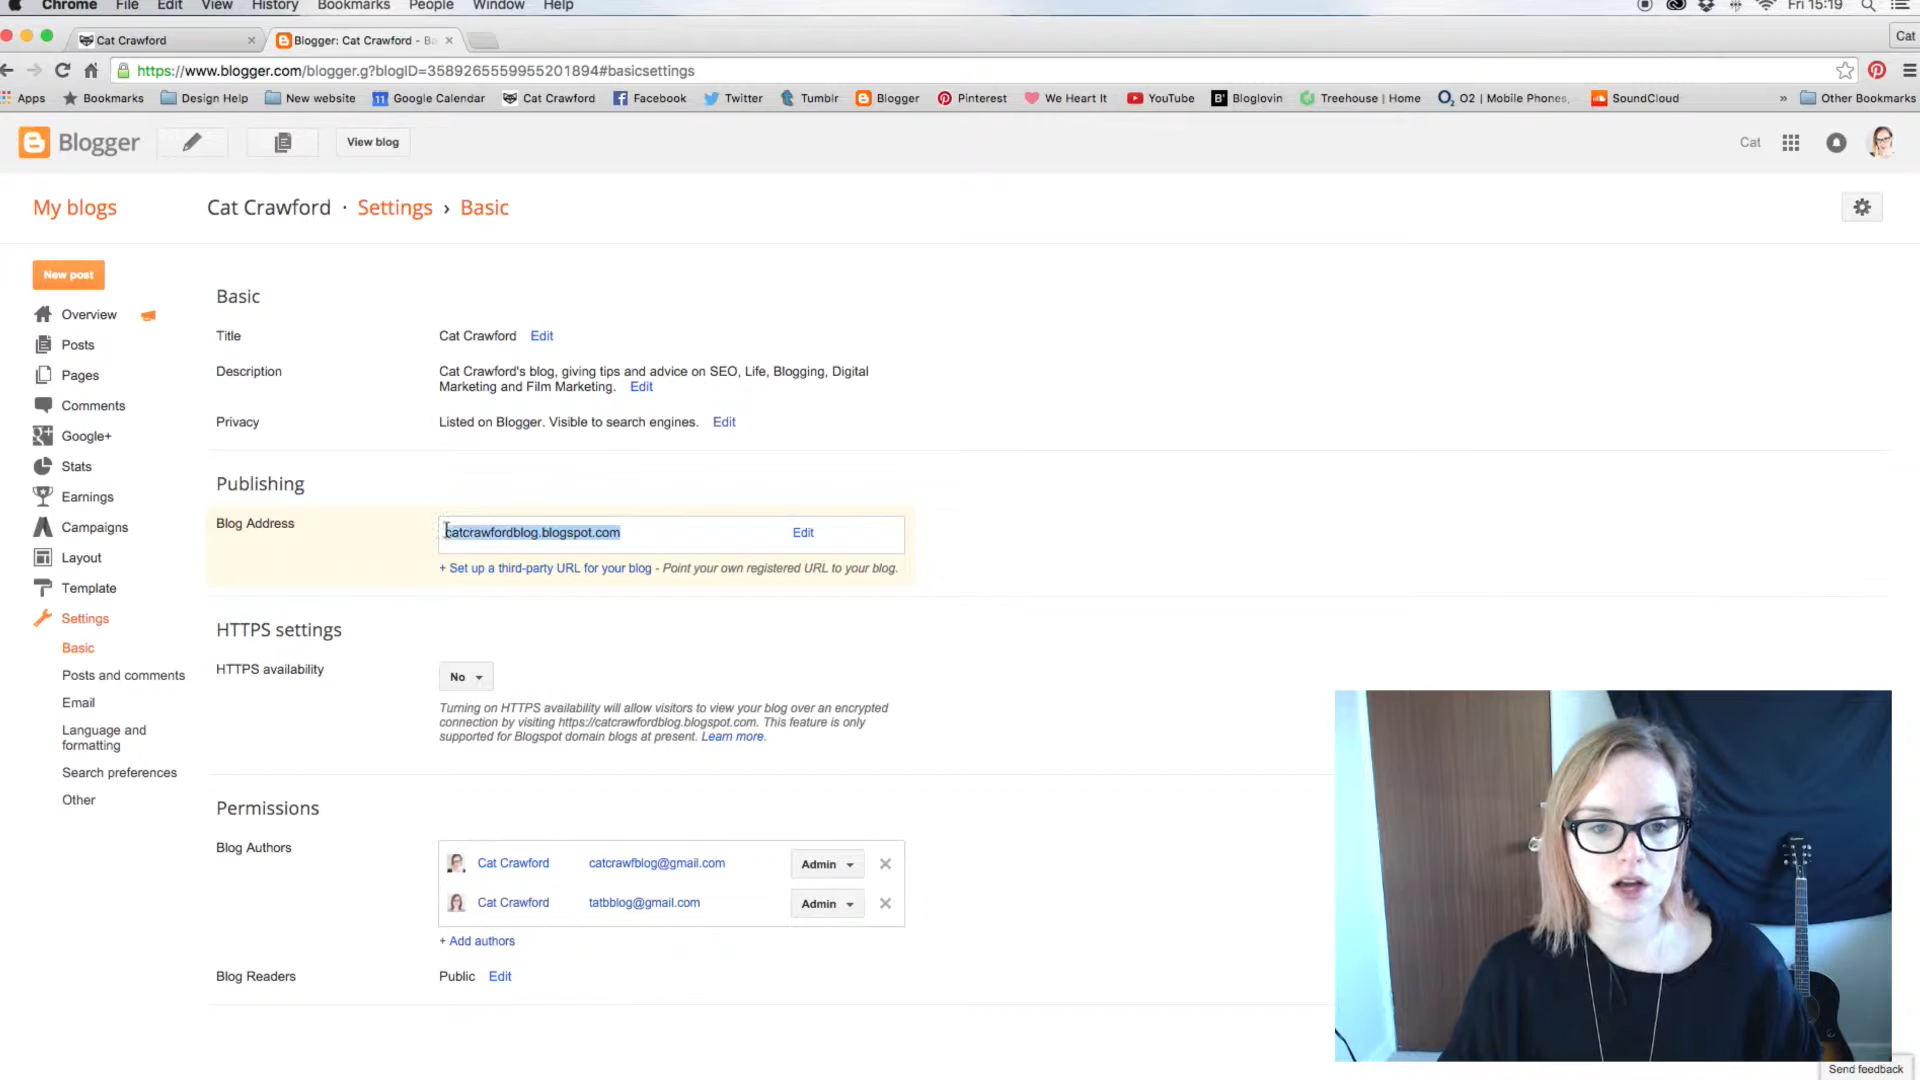 Chrome File Edit View History Bookmarks People Window Help Fri 15:19
Cat Crawford Blogger: Cat Crawford - Ba Cat
https://www.blogger.com/blogger.g?blogID=3589265559955201894#basicsettings
Apps Bookmarks Design Help New website Google Calendar Cat Crawford Facebook Twitter Tumblr Blogger Pinterest We Heart It YouTube Bloglovin Treehouse | Home O2 | Mobile Phones, SoundCloud » Other Bookmarks
Blogger View blog Cat
My blogs Cat Crawford · Settings › Basic
New post
Overview
Posts
Pages
Comments
Google+
Stats
Earnings
Campaigns
Layout
Template
Settings
Basic
Posts and comments
Email
Language and
formatting
Search preferences
Other
Basic
Title Cat Crawford Edit
Description Cat Crawford's blog, giving tips and advice on SEO, Life, Blogging, Digital
Marketing and Film Marketing. Edit
Privacy Listed on Blogger. Visible to search engines. Edit
Publishing
Blog Address catcrawfordblog.blogspot.com Edit
+ Set up a third-party URL for your blog - Point your own registered URL to your blog.
HTTPS settings
HTTPS availability No
Turning on HTTPS availability will allow visitors to view your blog over an encrypted
connection by visiting https://catcrawfordblog.blogspot.com. This feature is only
supported for Blogspot domain blogs at present. Learn more.
Permissions
Blog Authors Cat Crawford catcrawfblog@gmail.com Admin
Cat Crawford tatbblog@gmail.com Admin
+ Add authors
Blog Readers Public Edit
Send feedback